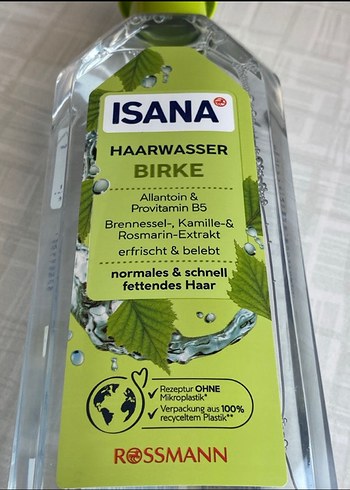 ISANA
HAARWASSER
BIRKE
Allantoin &
Provitamin B5
Brennessel-, Kamille-&
Rosmarin-Extrakt
erfrischt & belebt
normales & schnell
fettendes Haar
Rezeptur OHNE
Mikroplastik*
Verpackung aus 100%
recyceltem Plastik**
ROSSMANN